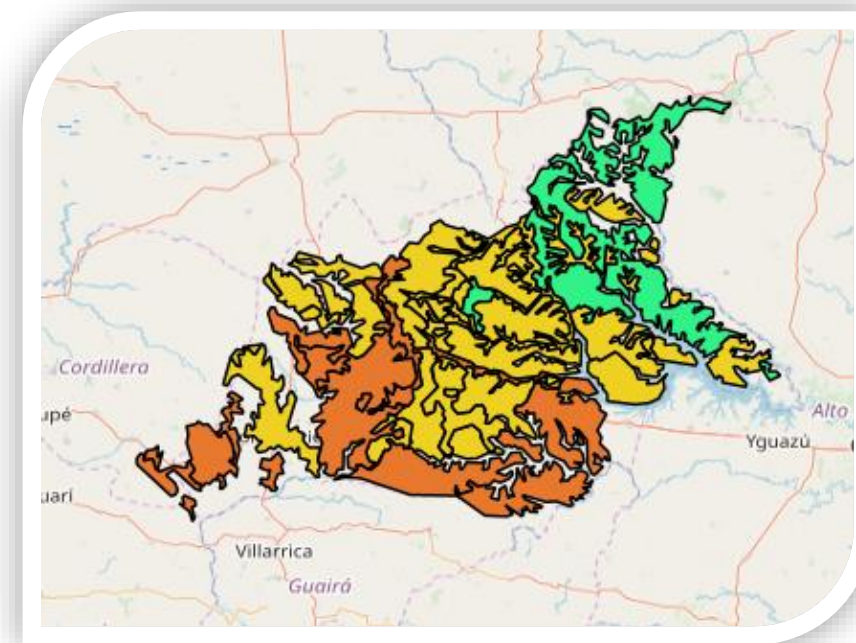 Cordillera
upé
Alto
Yguazú
uarí
Villarrica
Guairá